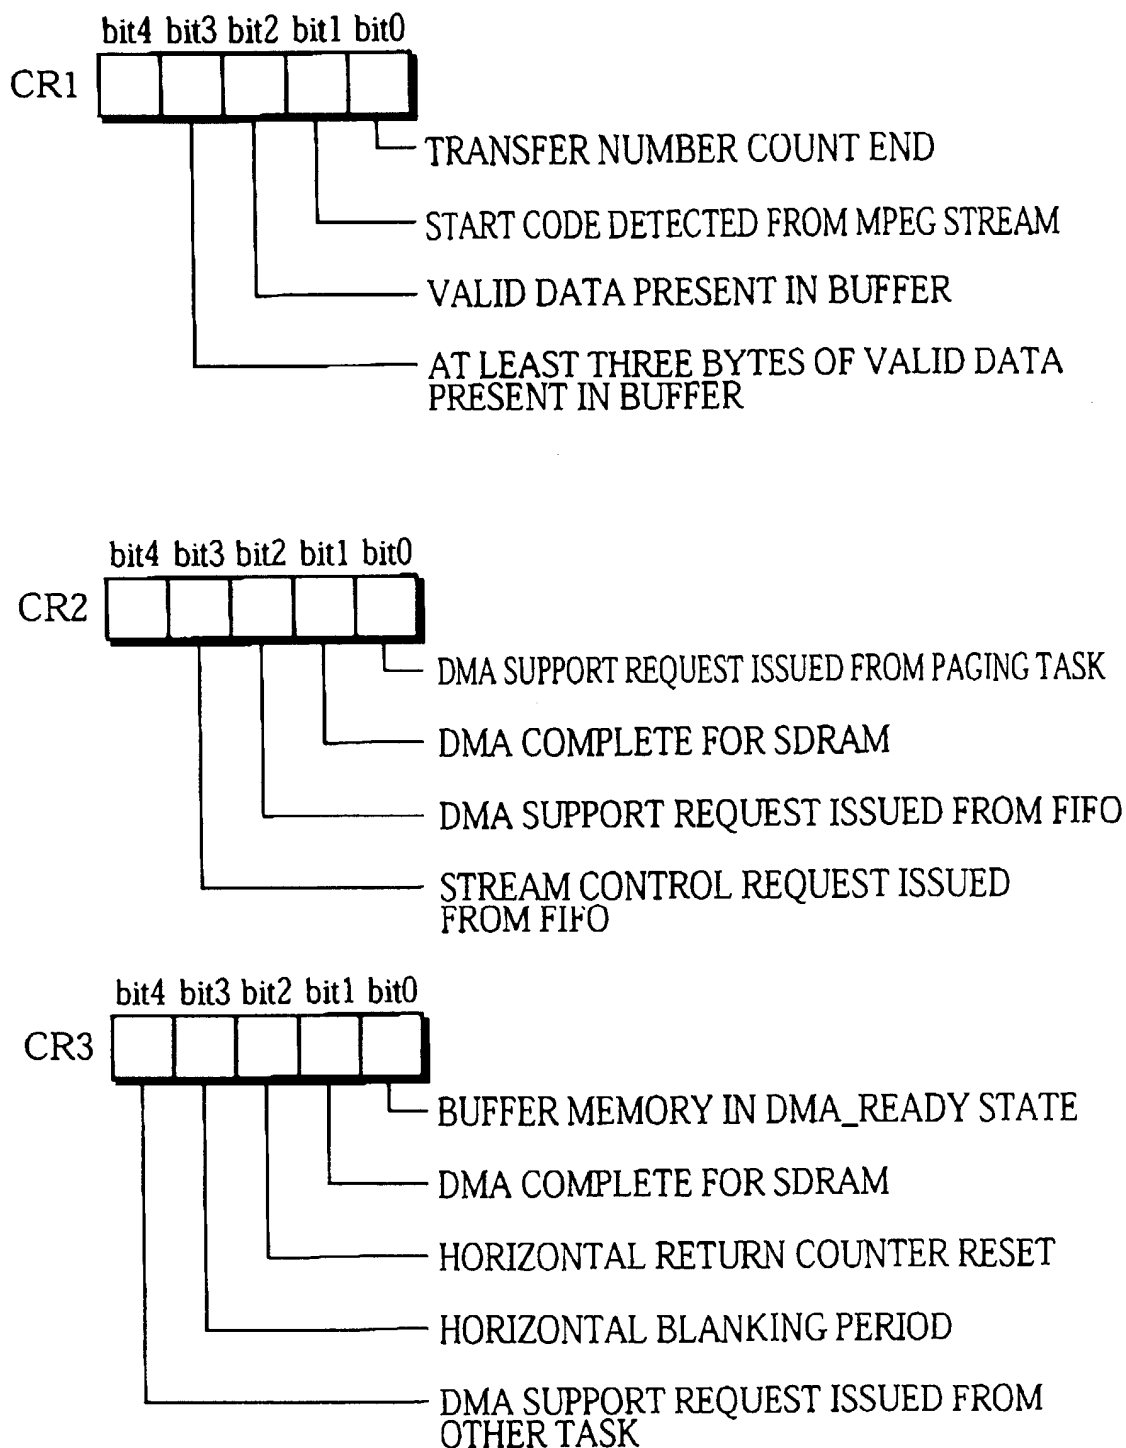 bit4 bit3 bit2 bit1 bit0
CR1
TRANSFER NUMBER COUNT END
START CODE DETECTED FROM MPEG STREAM
VALID DATA PRESENT IN BUFFER
AT LEAST THREE BYTES OF VALID DATA
PRESENT IN BUFFER
bit4 bit3 bit2 bit1 bit0
CR2
DMA SUPPORT REQUEST ISSUED FROM PAGING TASK
DMA COMPLETE FOR SDRAM
DMA SUPPORT REQUEST ISSUED FROM FIFO
STREAM CONTROL REQUEST ISSUED
FROM FIFO
bit4 bit3 bit2 bit1 bit0
CR3
BUFFER MEMORY IN DMA_READY STATE
DMA COMPLETE FOR SDRAM
HORIZONTAL RETURN COUNTER RESET
HORIZONTAL BLANKING PERIOD
DMA SUPPORT REQUEST ISSUED FROM
OTHER TASK